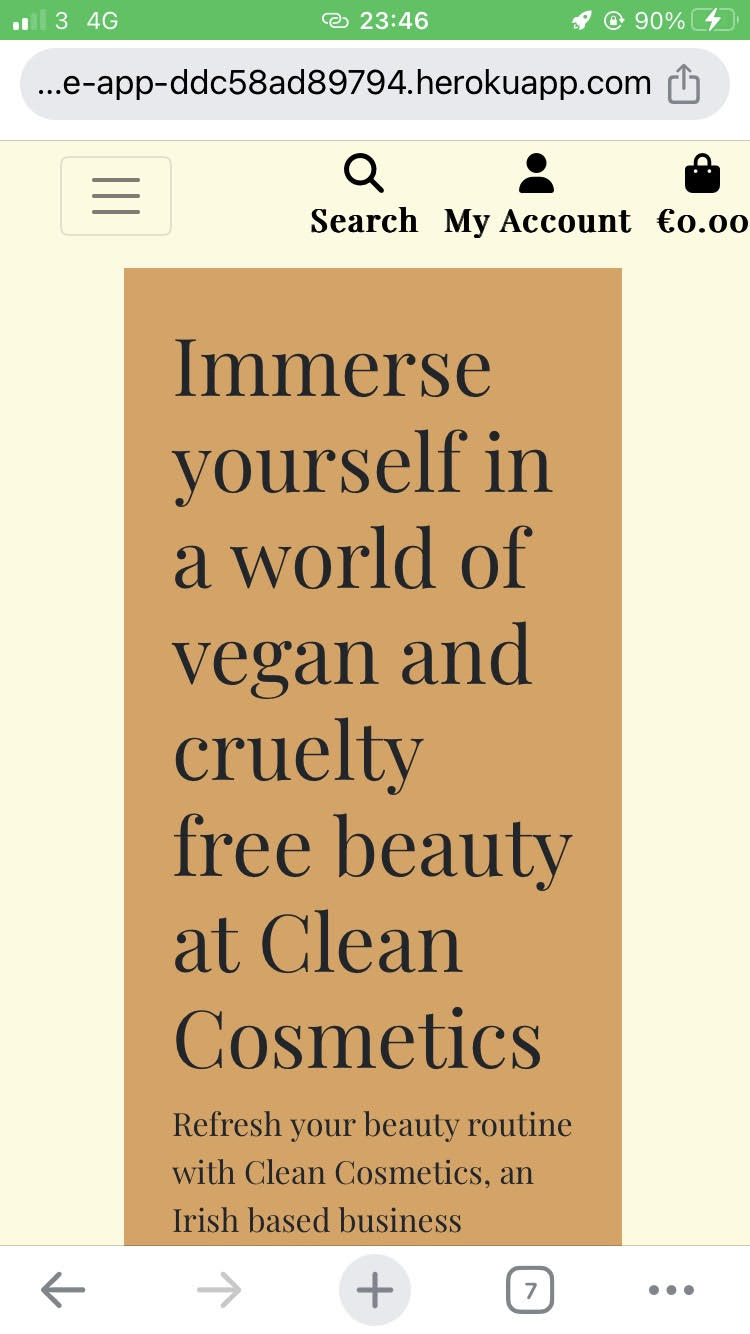 3 4G 23:46 90%
...e-app-ddc58ad89794.herokuapp.com
Search My Account €0.00
Immerse
yourself in
a world of
vegan and
cruelty
free beauty
at Clean
Cosmetics
Refresh your beauty routine
with Clean Cosmetics, an
Irish based business
7